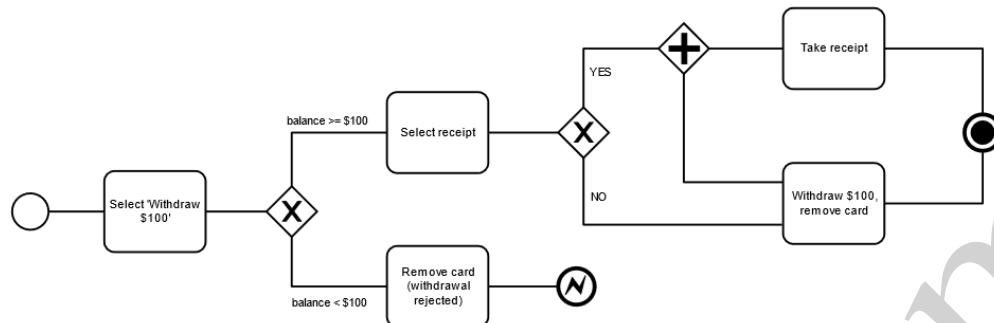 Take receipt
YES
balance >= $100
Select receipt
X
Select 'Withdraw
$100'
X
NO
Withdraw $100,
remove card
Remove card
(withdrawal
rejected)
balance < $100